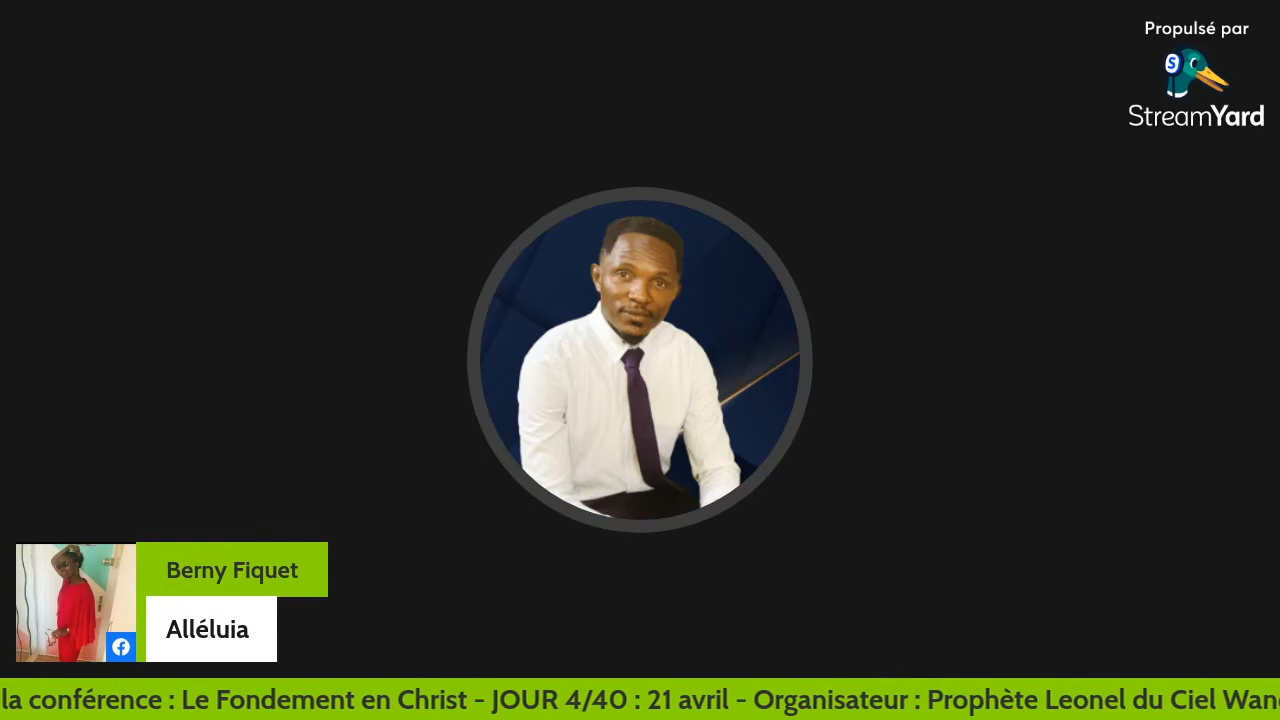 Propulsé par
S
StreamYard
Berny Fiquet
Alléluia
la conférence : Le Fondement en Christ - JOUR 4/40 : 21 avril - Organisateur : Prophète Leonel du Ciel